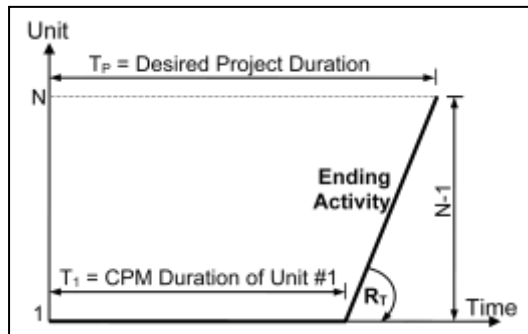 Unit
T_P = Desired Project Duration
N
Ending
Activity
N-1
T_1 = CPM Duration of Unit #1
R_T
1
Time